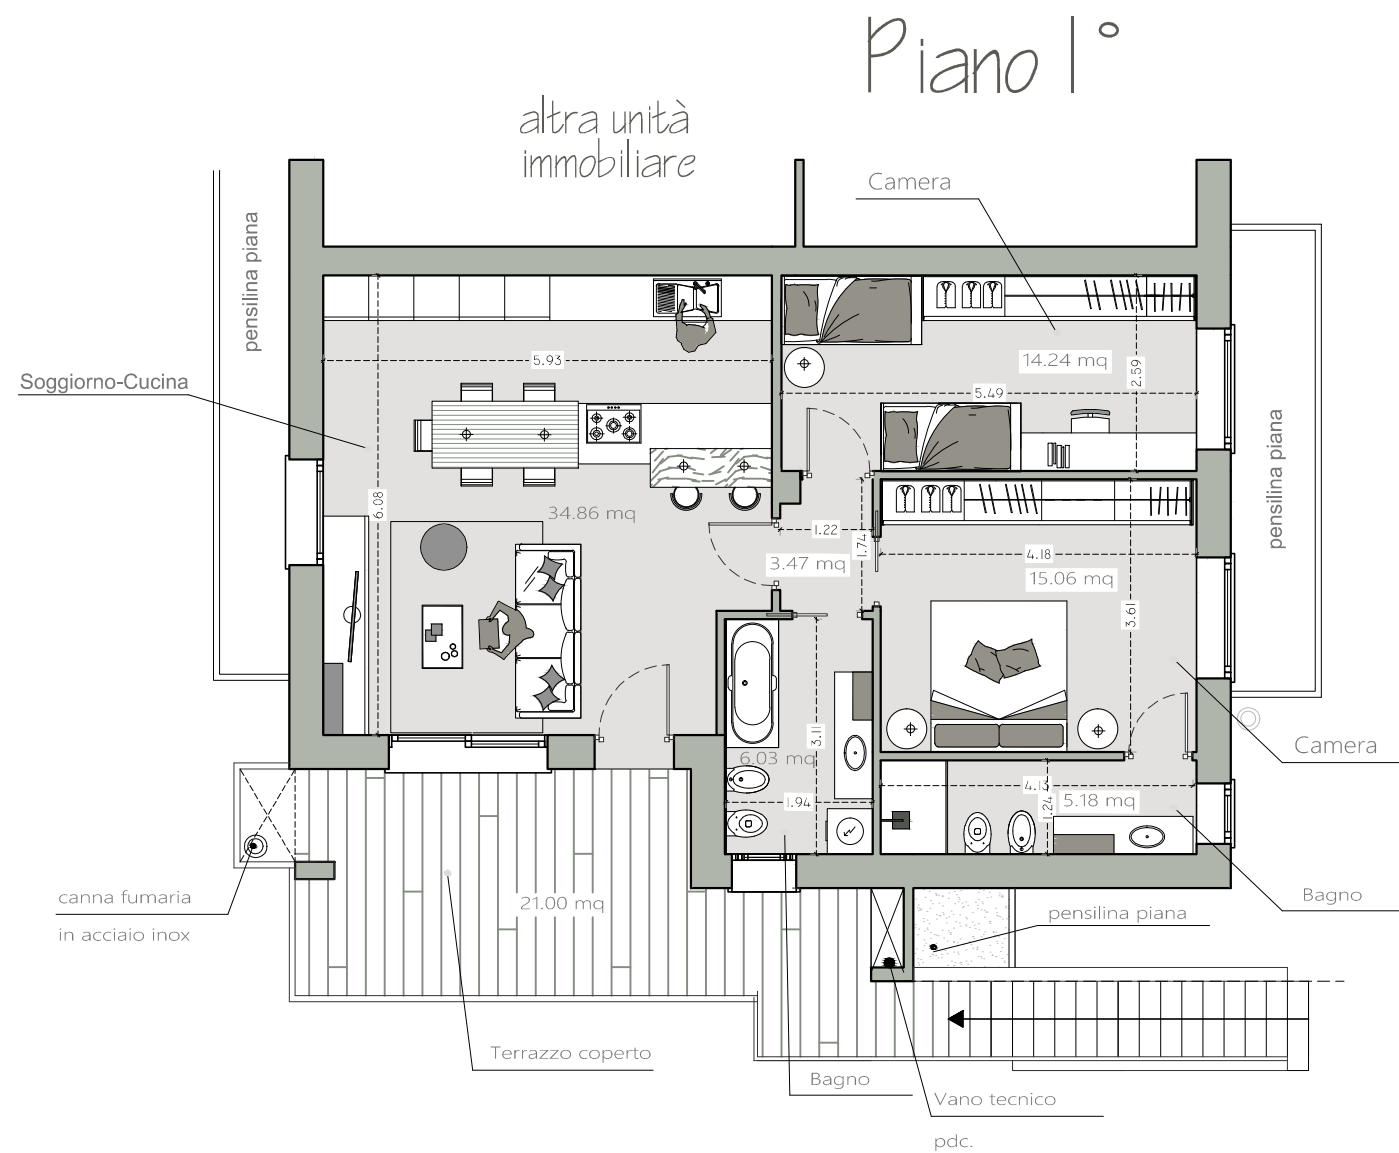 Piano 1°
altra unità
immobiliare
Camera
pensilina piana
5.93
14.24 mq
2.59
Soggiorno-Cucina
5.49
pensilina piana
6.08
34.86 mq
1.22
1.74
3.47 mq
4.18
15.06 mq
3.61
3.11
6.03 mq
Camera
4.13
1.24
5.18 mq
1.94
canna fumaria
in acciaio inox
21.00 mq
Bagno
pensilina piana
Terrazzo coperto
Bagno
Vano tecnico
pdc.